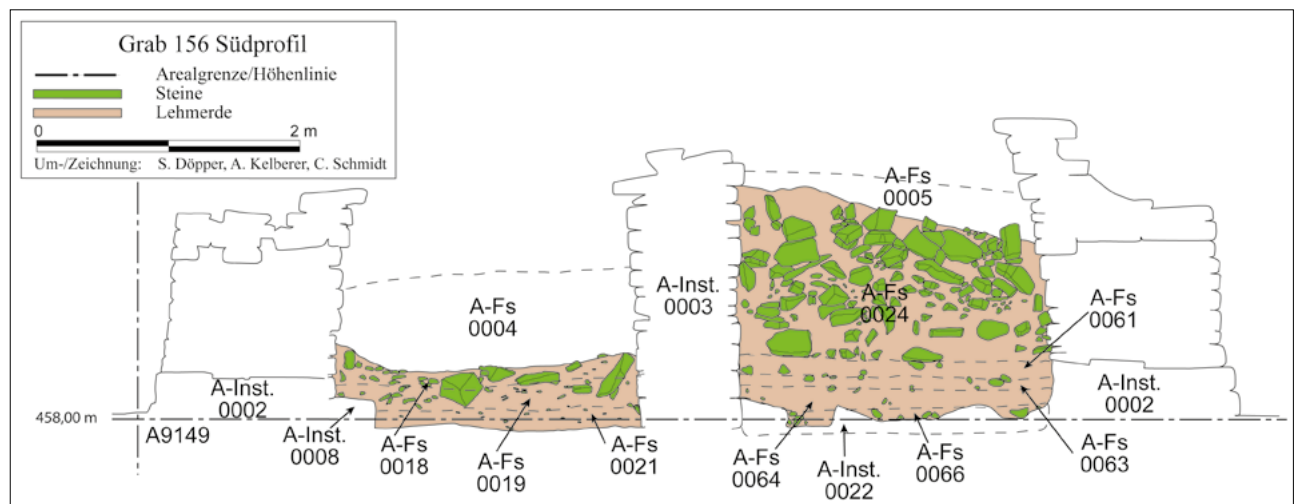 Grab 156 Südprofil
Arealgrenze/Höhenlinie
Steine
Lehmerde
0 2 m
Um-/Zeichnung: S. Döpper, A. Kelberer, C. Schmidt
A-Fs
0005
A-Inst.
0003
A-Fs
0004
A-Fs
0024
A-Fs
0061
A-Inst.
0002
A-Inst.
0002
458,00 m
A9149
A-Inst.
0008
A-Fs
0018
A-Fs
0019
A-Fs
0021
A-Fs
0064
A-Inst.
0022
A-Fs
0066
A-Fs
0063